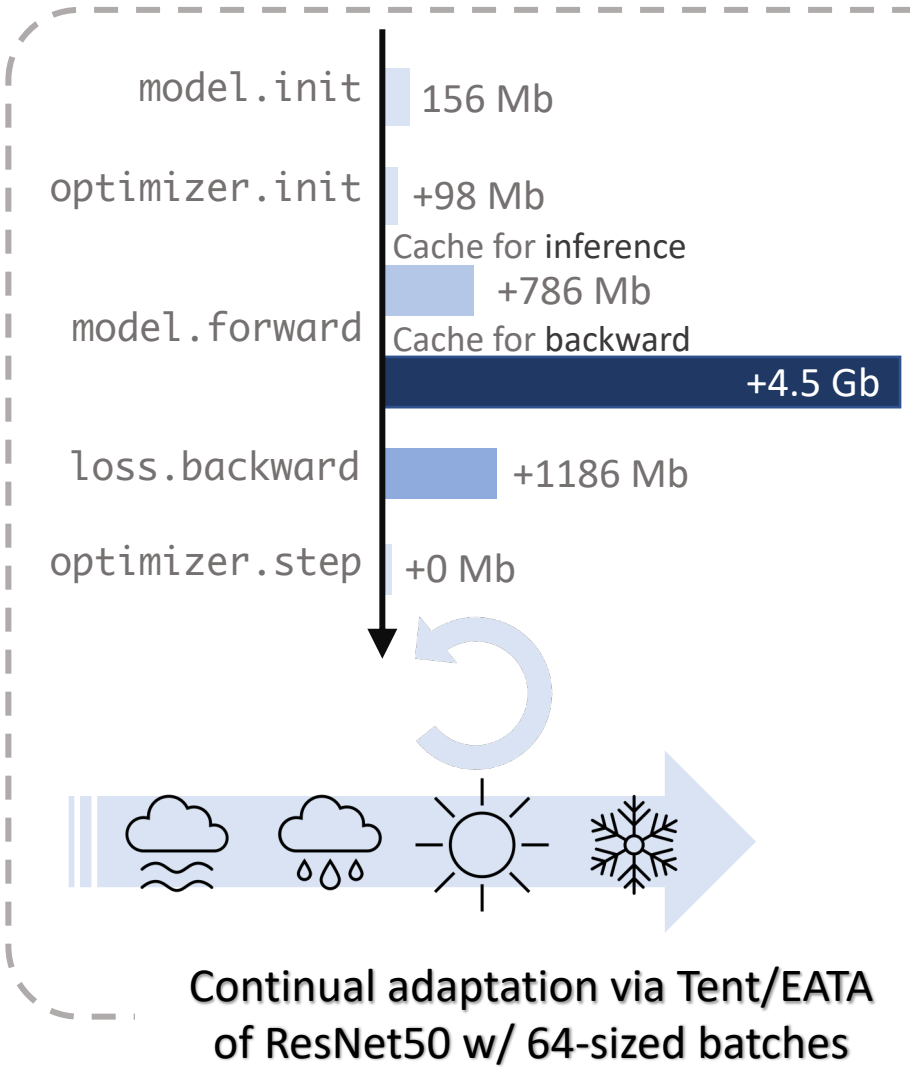 model.init
156 Mb
optimizer.init
+98 Mb
Cache for inference
+786 Mb
model.forward
Cache for backward
+4.5 Gb
loss.backward
+1186 Mb
optimizer.step
+0 Mb
Continual adaptation via Tent/EATA
of ResNet50 w/ 64-sized batches